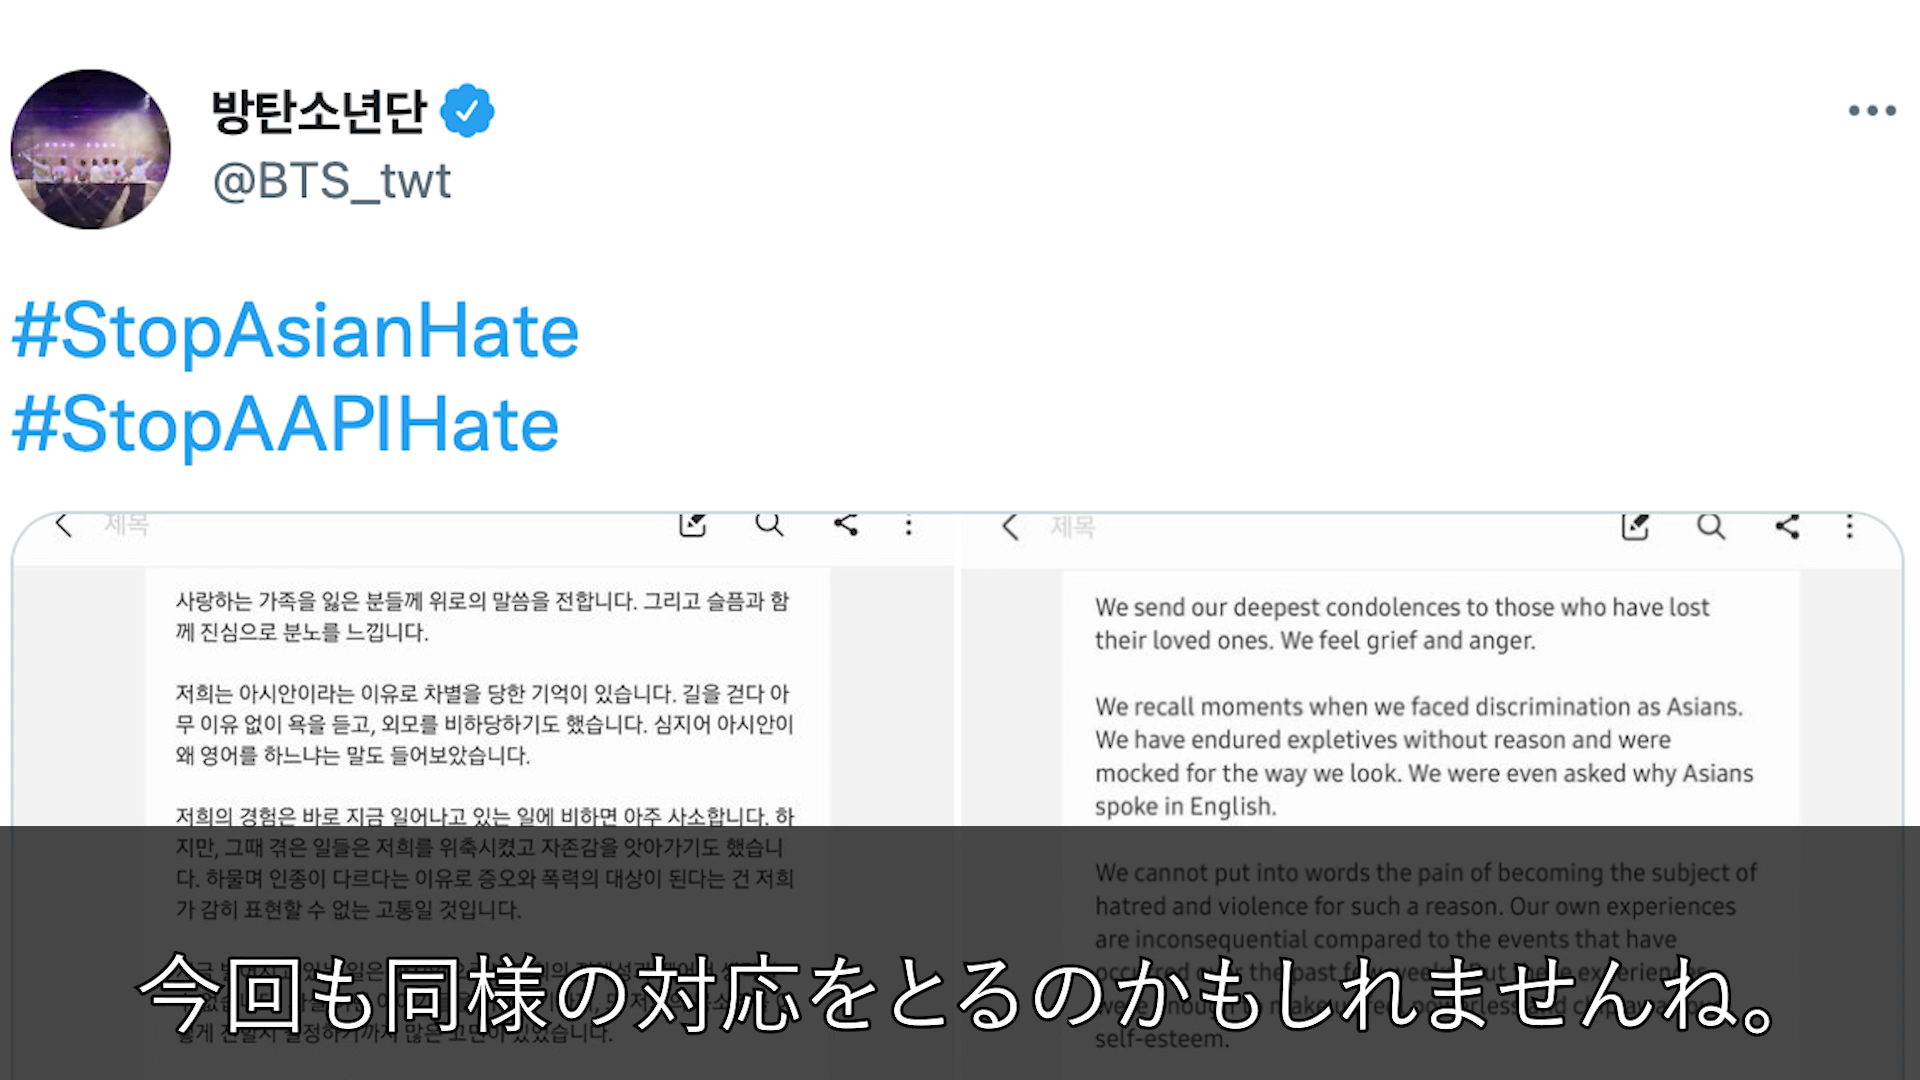 방탄소년단
@BTS_twt
#StopAsianHate
#StopAAPIHate
제목
사랑하는 가족을 잃은 분들께 위로의 말씀을 전합니다. 그리고 슬픔과 함
께 진심으로 분노를 느낍니다.
저희는 아시안이라는 이유로 차별을 당한 기억이 있습니다. 길을 걷다 아
무 이유 없이 욕을 듣고, 외모를 비하당하기도 했습니다. 심지어 아시안이
왜 영어를 하느냐는 말도 들어보았습니다.
저희의 경험은 바로 지금 일어나고 있는 일에 비하면 아주 사소합니다. 하
지만, 그때 겪은 일들은 저희를 위축시켰고 자존감을 앗아가기도 했습니
다. 하물며 인종이 다르다는 이유로 증오와 폭력의 대상이 된다는 건 저희
가 감히 표현할 수 없는 고통일 것입니다.
제목
We send our deepest condolences to those who have lost
their loved ones. We feel grief and anger.
We recall moments when we faced discrimination as Asians.
We have endured expletives without reason and were
mocked for the way we look. We were even asked why Asians
spoke in English.
We cannot put into words the pain of becoming the subject of
hatred and violence for such a reason. Our own experiences
are inconsequential compared to the events that have
self-esteem.
今回も同様の対応をとるのかもしれませんね。